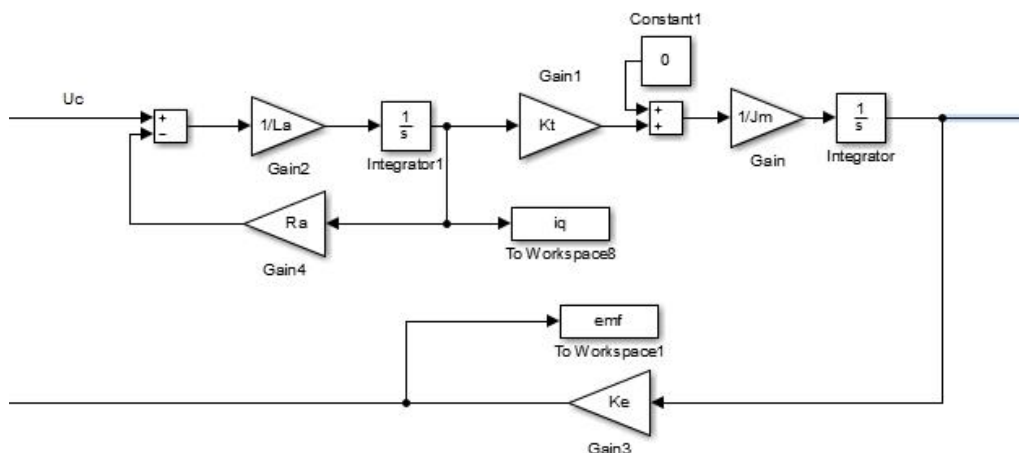 Constant1
0
Gain1
Uc
+
−
1/La
1
s
Kt
+
+
1/Jm
1
s
Gain2
Integrator1
Gain
Integrator
Ra
iq
To Workspace8
Gain4
emf
To Workspace1
Ke
Gain3